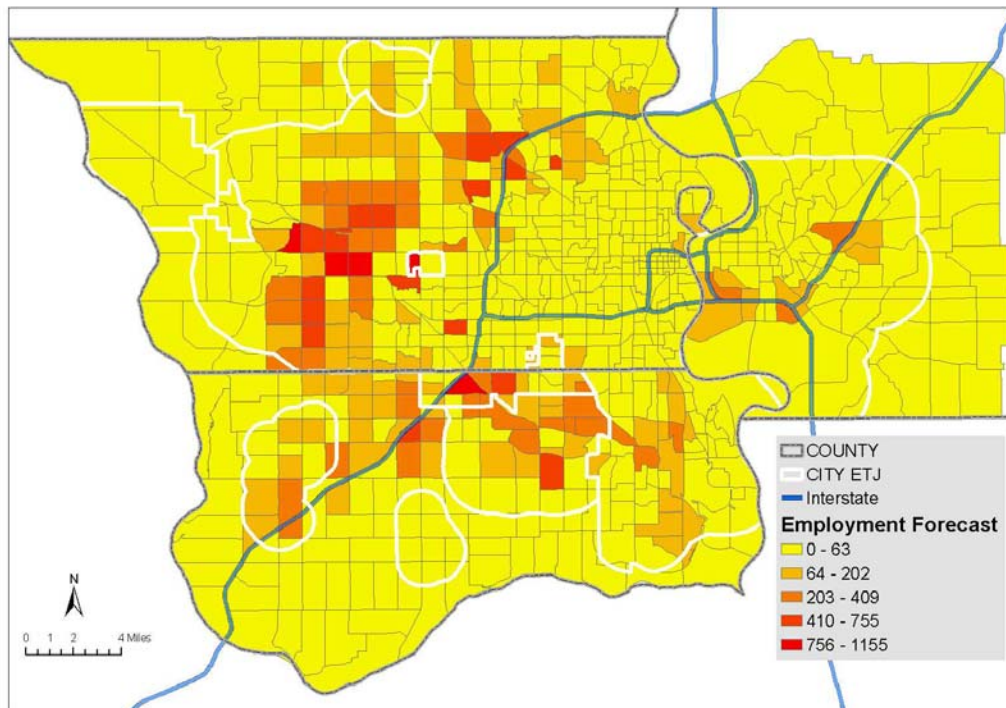 N
0 1 2 4 Miles
COUNTY
CITY ETJ
Interstate
Employment Forecast
0 - 63
64 - 202
203 - 409
410 - 755
756 - 1155